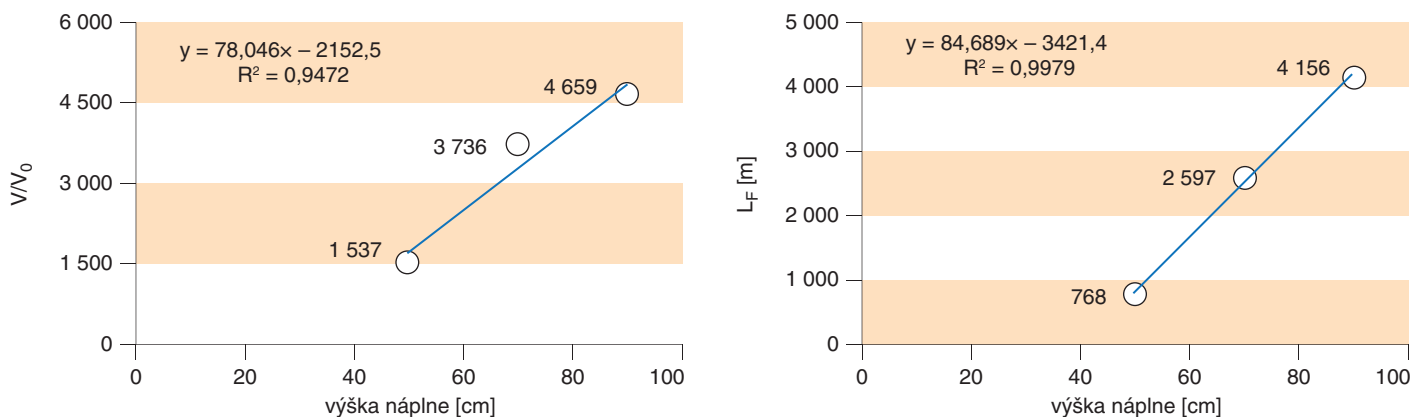 6 000
4 500
3 000
1 500
0
V/V₀
y = 78,046× – 2152,5
R² = 0,9472
4 659
3 736
1 537
0 20 40 60 80 100
výška náplne [cm]
5 000
4 000
3 000
2 000
1 000
0
L_F [m]
y = 84,689× – 3421,4
R² = 0,9979
4 156
2 597
768
0 20 40 60 80 100
výška náplne [cm]